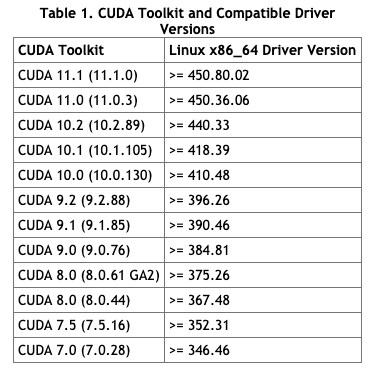 Table 1. CUDA Toolkit and Compatible Driver
Versions
CUDA Toolkit Linux x86_64 Driver Version
CUDA 11.1 (11.1.0) >= 450.80.02
CUDA 11.0 (11.0.3) >= 450.36.06
CUDA 10.2 (10.2.89) >= 440.33
CUDA 10.1 (10.1.105) >= 418.39
CUDA 10.0 (10.0.130) >= 410.48
CUDA 9.2 (9.2.88) >= 396.26
CUDA 9.1 (9.1.85) >= 390.46
CUDA 9.0 (9.0.76) >= 384.81
CUDA 8.0 (8.0.61 GA2) >= 375.26
CUDA 8.0 (8.0.44) >= 367.48
CUDA 7.5 (7.5.16) >= 352.31
CUDA 7.0 (7.0.28) >= 346.46